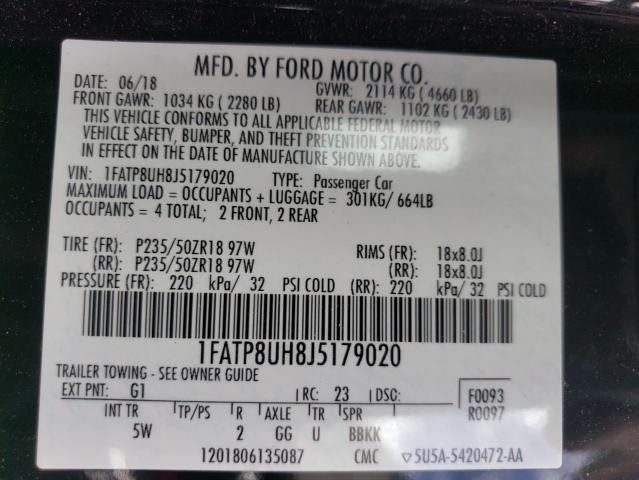 MFD. BY FORD MOTOR CO.
DATE: 06/18 GVWR: 2114 KG ( 4660 LB)
FRONT GAWR: 1034 KG ( 2280 LB) REAR GAWR: 1102 KG ( 2430 LB)
THIS VEHICLE CONFORMS TO ALL APPLICABLE FEDERAL MOTOR
VEHICLE SAFETY, BUMPER, AND THEFT PREVENTION STANDARDS
IN EFFECT ON THE DATE OF MANUFACTURE SHOWN ABOVE.
VIN: 1FATP8UH8J5179020 TYPE: Passenger Car
MAXIMUM LOAD = OCCUPANTS + LUGGAGE = 301KG/ 664LB
OCCUPANTS = 4 TOTAL; 2 FRONT, 2 REAR
TIRE (FR): P235/50ZR18 97W RIMS (FR): 18x8.0J
(RR): P235/50ZR18 97W (RR): 18x8.0J
PRESSURE (FR): 220 kPa/ 32 PSI COLD (RR): 220 kPa/ 32 PSI COLD
1FATP8UH8J5179020
TRAILER TOWING - SEE OWNER GUIDE
EXT PNT: G1 RC: 23 DSO: F0093
R0097
INT TR TP/PS R AXLE TR SPR
5W 2 GG U BBKK
1201806135087 CMC ▽5U5A-5420472-AA